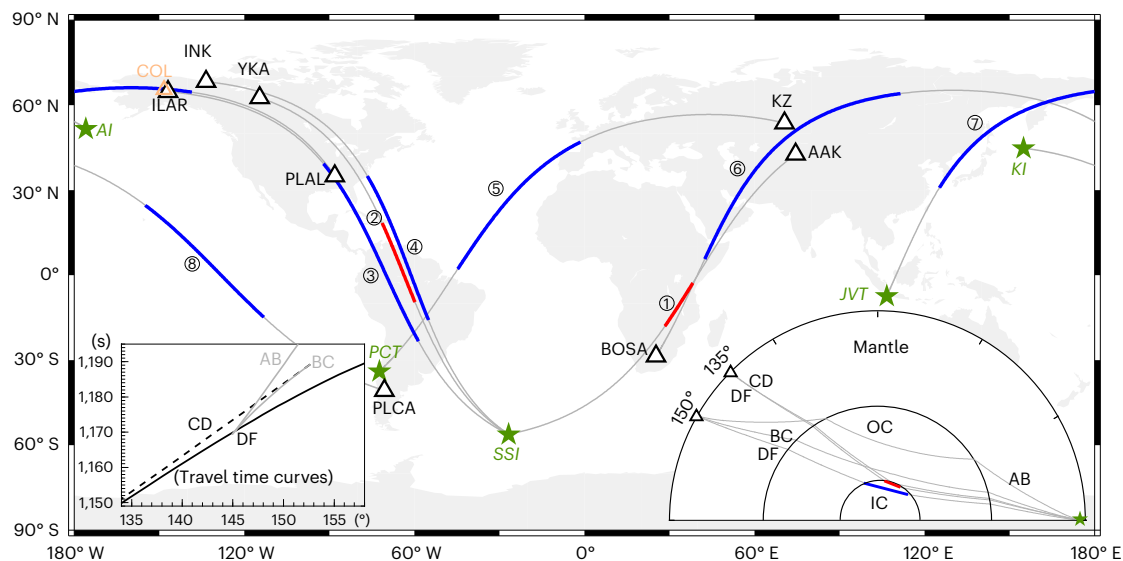 90° N
60° N
30° N
0°
30° S
60° S
90° S
180° W
120° W
60° W
0°
60° E
120° E
180° E
INK
COL
YKA
ILAR
AI
PLAL
KZ
AAK
KI
JVT
BOSA
PCT
PLCA
SSI
①
②
③
④
⑤
⑥
⑦
⑧
(s)
1,190
1,180
1,170
1,160
1,150
AB
BC
CD
DF
(Travel time curves)
135
140
145
150
155
(°)
Mantle
135°
CD
DF
150°
OC
BC
DF
AB
IC